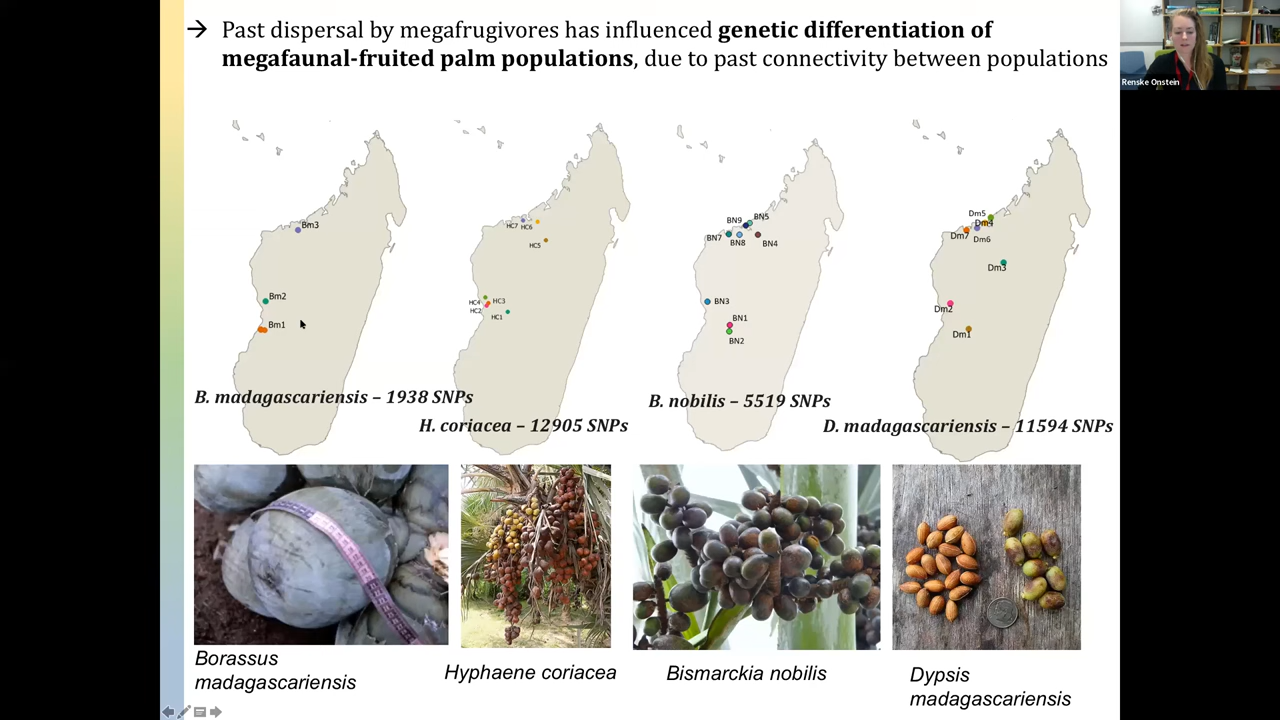 → Past dispersal by megafrugivores has influenced genetic differentiation of
megafaunal-fruited palm populations, due to past connectivity between populations
Renske Onstein
Bm3
Bm2
Bm1
B. madagascariensis – 1938 SNPs
HC7
HC6
HC5
HC4
HC3
HC2
HC1
H. coriacea – 12905 SNPs
BN9
BN5
BN7
BN8
BN4
BN3
BN1
BN2
B. nobilis – 5519 SNPs
Dm5
Dm4
Dm7
Dm6
Dm3
Dm2
Dm1
D. madagascariensis – 11594 SNPs
Borassus
madagascariensis
Hyphaene coriacea
Bismarckia nobilis
Dypsis
madagascariensis